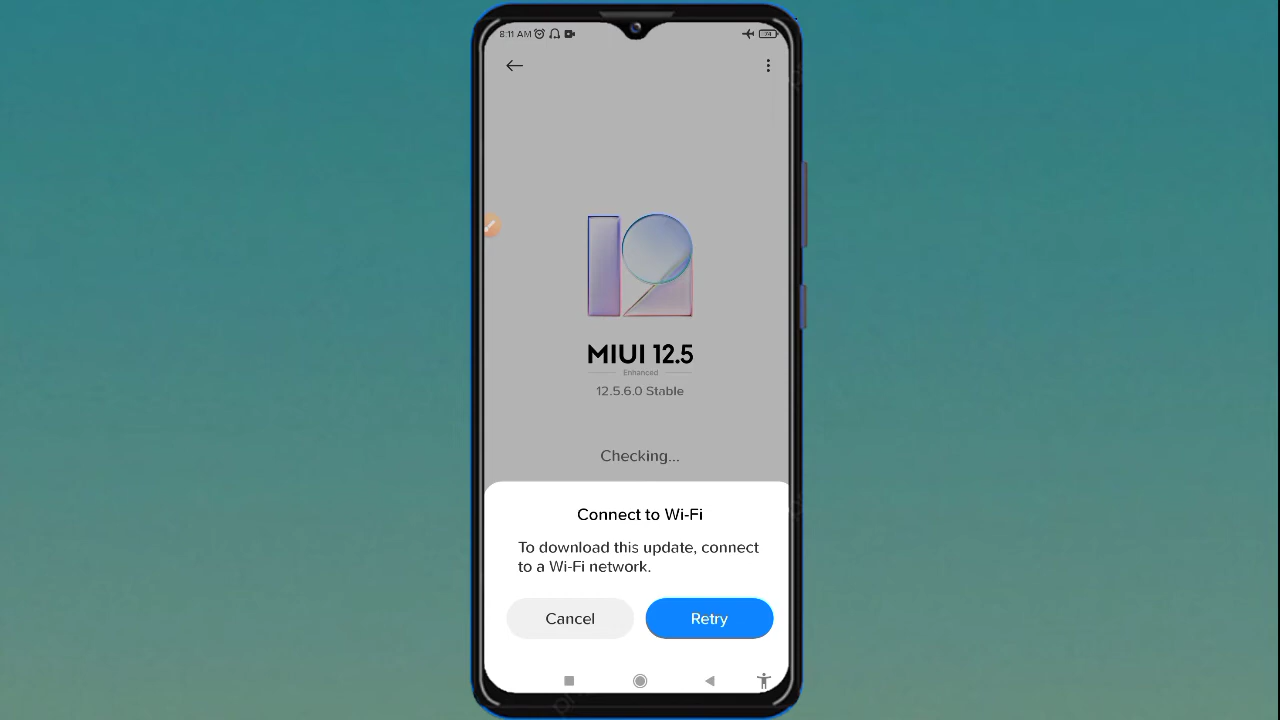 8:11 AM
74
MIUI 12.5
Enhanced
12.5.6.0 Stable
Checking...
Connect to Wi-Fi
To download this update, connect
to a Wi-Fi network.
Cancel
Retry